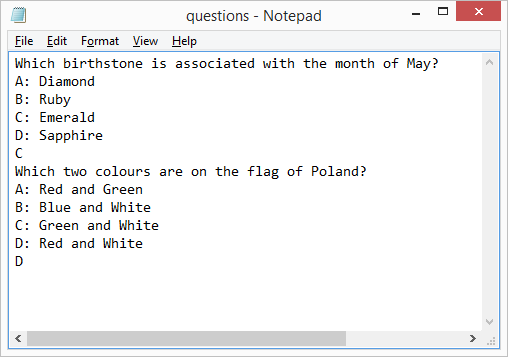 questions - Notepad
File Edit Format View Help
Which birthstone is associated with the month of May?
A: Diamond
B: Ruby
C: Emerald
D: Sapphire
C
Which two colours are on the flag of Poland?
A: Red and Green
B: Blue and White
C: Green and White
D: Red and White
D